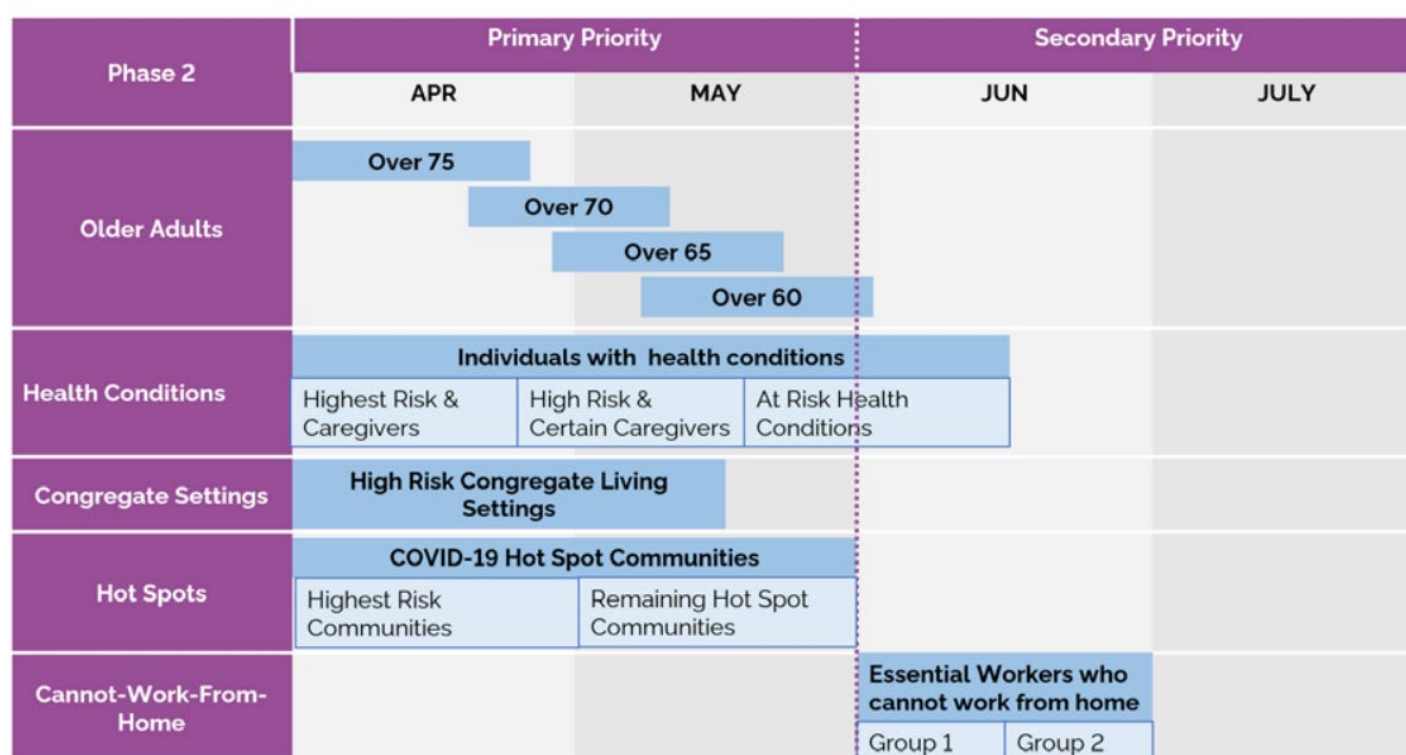 Phase 2
Primary Priority
Secondary Priority
APR
MAY
JUN
JULY
Older Adults
Over 75
Over 70
Over 65
Over 60
Health Conditions
Individuals with health conditions
Highest Risk &
Caregivers
High Risk &
Certain Caregivers
At Risk Health
Conditions
Congregate Settings
High Risk Congregate Living
Settings
Hot Spots
COVID-19 Hot Spot Communities
Highest Risk
Communities
Remaining Hot Spot
Communities
Cannot-Work-From-
Home
Essential Workers who
cannot work from home
Group 1
Group 2